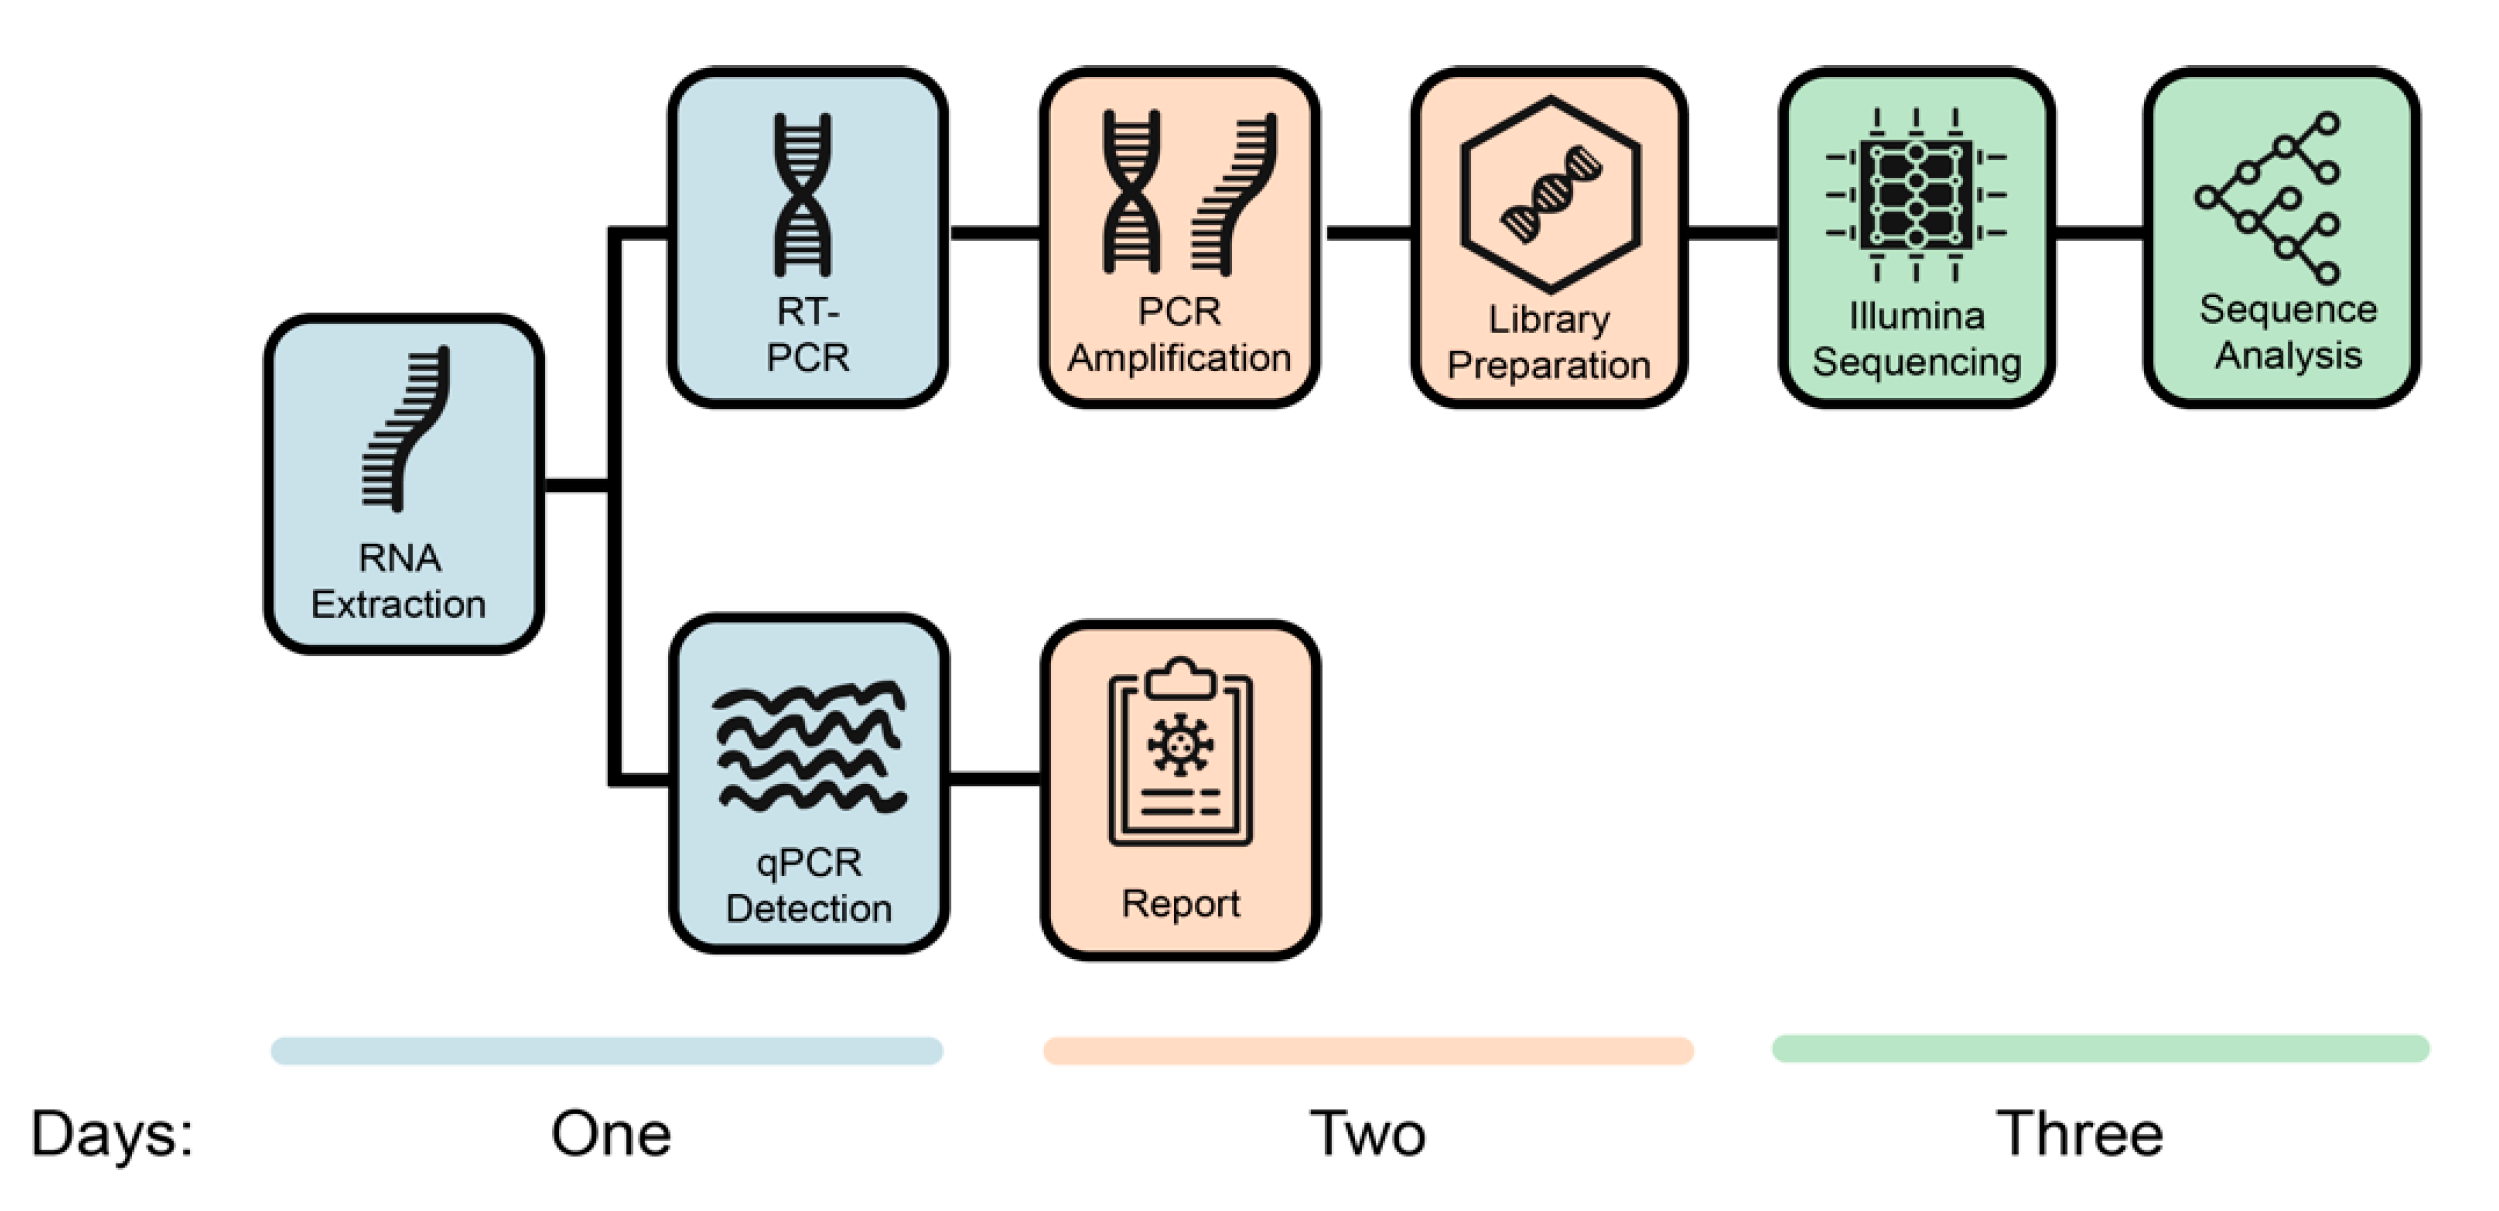 RT-
PCR
PCR
Amplification
Library
Preparation
Illumina
Sequencing
Sequence
Analysis
RNA
Extraction
qPCR
Detection
Report
Days:
One
Two
Three